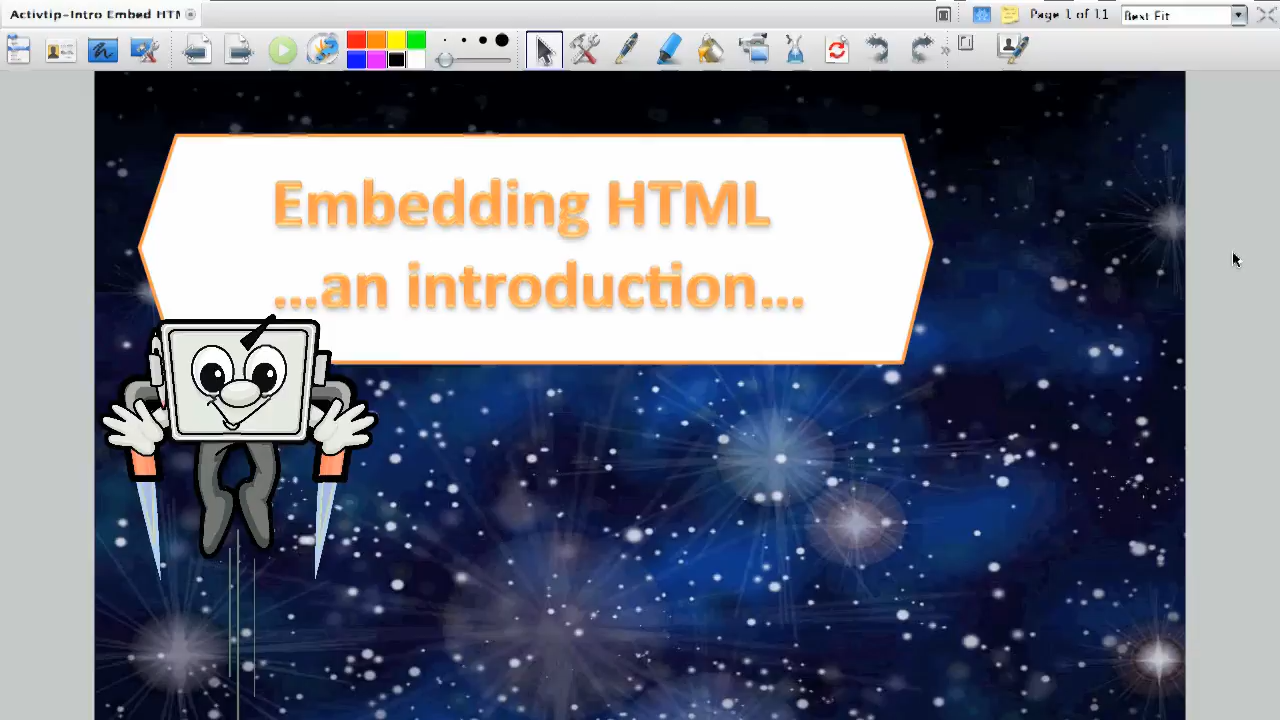 Activtip-Intro Embed HTM
Page 1 of 11
Best Fit
Embedding HTML
...an introduction...